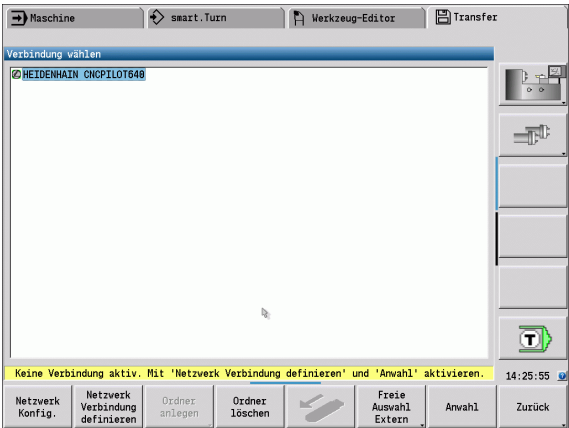 Maschine
smart.Turn
Werkzeug-Editor
Transfer
Verbindung wählen
HEIDENHAIN CNCPILOT640
T
Keine Verbindung aktiv. Mit 'Netzwerk Verbindung definieren' und 'Anwahl' aktivieren.
14:25:55
Netzwerk
Konfig.
Netzwerk
Verbindung
definieren
Ordner
anlegen
Ordner
löschen
Freie
Auswahl
Extern
Anwahl
Zurück